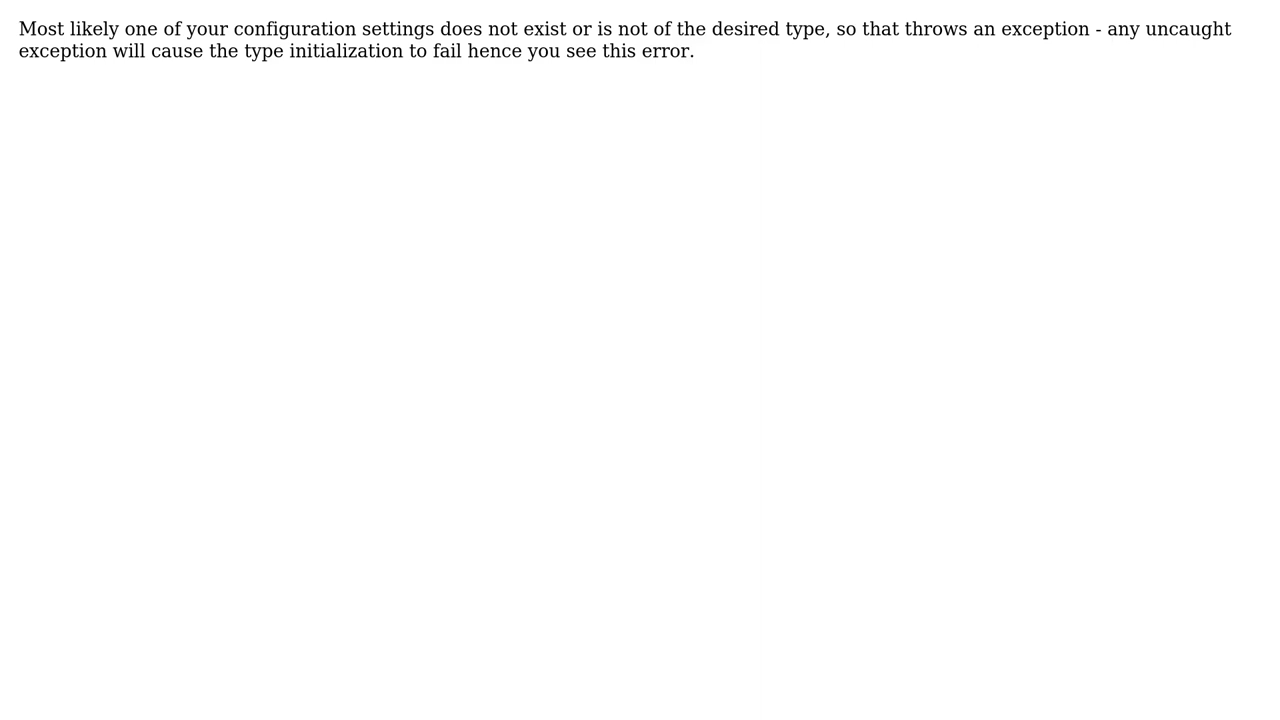 Most likely one of your configuration settings does not exist or is not of the desired type, so that throws an exception - any uncaught
exception will cause the type initialization to fail hence you see this error.